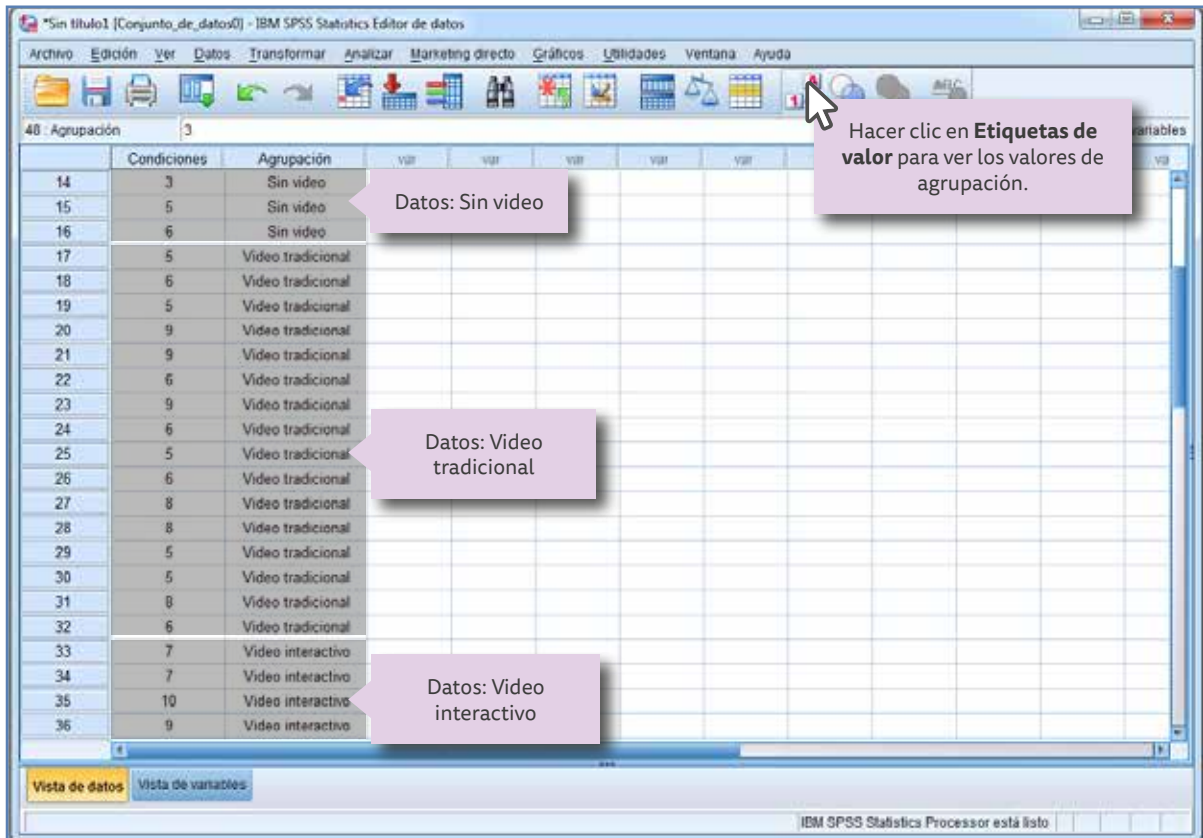 *Sin título1 [Conjunto_de_datos0] - IBM SPSS Statistics Editor de datos
Archivo Edición Ver Datos Transformar Analizar Marketing directo Gráficos Utilidades Ventana Ayuda
48 : Agrupación 3 variables
Hacer clic en Etiquetas de
valor para ver los valores de
agrupación.
Condiciones Agrupación var var var var var va
14 3 Sin video
15 5 Sin video
16 6 Sin video
Datos: Sin video
17 5 Video tradicional
18 6 Video tradicional
19 5 Video tradicional
20 9 Video tradicional
21 9 Video tradicional
22 6 Video tradicional
23 9 Video tradicional
24 6 Video tradicional
25 5 Video tradicional
26 6 Video tradicional
27 8 Video tradicional
28 8 Video tradicional
29 5 Video tradicional
30 5 Video tradicional
31 8 Video tradicional
32 6 Video tradicional
Datos: Video
tradicional
33 7 Video interactivo
34 7 Video interactivo
35 10 Video interactivo
36 9 Video interactivo
Datos: Video
interactivo
Vista de datos Vista de variables
IBM SPSS Statistics Processor está listo